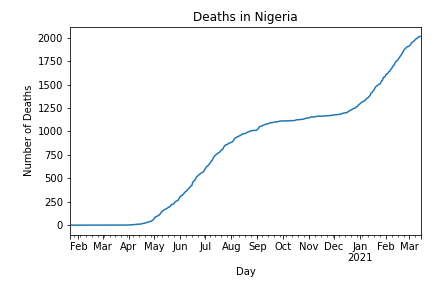 Deaths in Nigeria
2000
1750
1500
1250
1000
750
500
250
0
Number of Deaths
Feb Mar Apr May Jun Jul Aug Sep Oct Nov Dec Jan Feb Mar
2021
Day